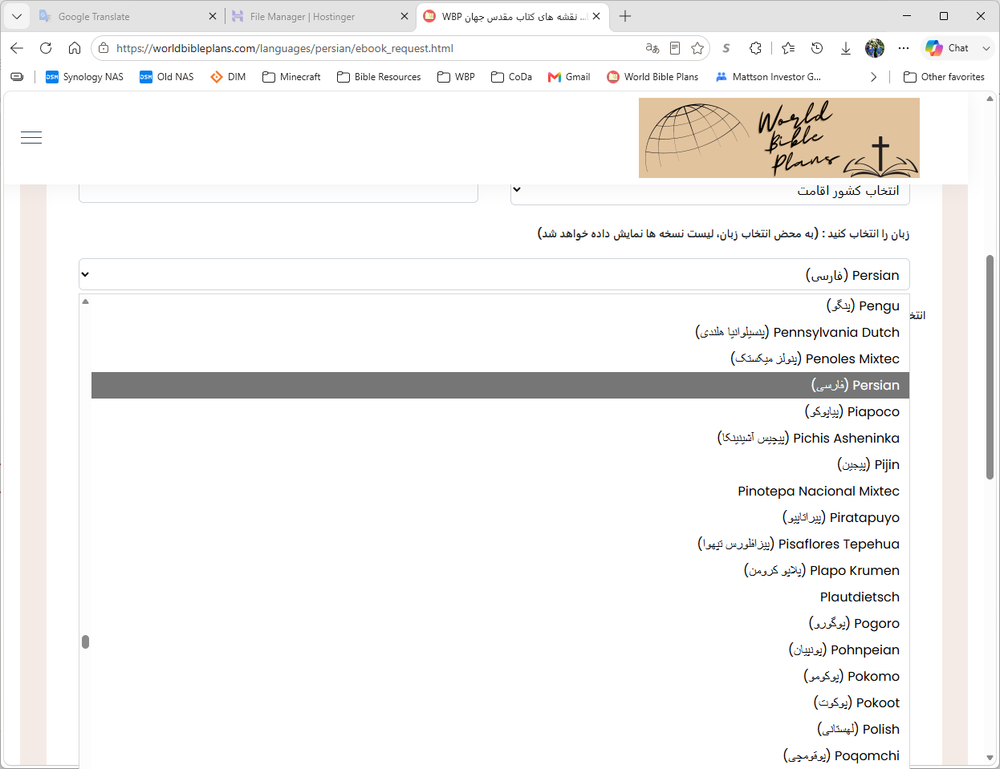 Google Translate
File Manager | Hostinger
WBP نقشه های کتاب مقدس جهان ...
https://worldbibleplans.com/languages/persian/ebook_request.html
Chat
Synology NAS
Old NAS
DIM
Minecraft
Bible Resources
WBP
CoDa
Gmail
World Bible Plans
Mattson Investor G...
Other favorites
World
Bible
Plans
انتخاب کشور اقامت
زبان را انتخاب کنید : (به محض انتخاب زبان، لیست نسخه ها نمایش داده خواهد شد)
Persian (فارسی)
Pengu (پنگو)
Pennsylvania Dutch (پنسیلوانیا هلندی)
Penoles Mixtec (پنولز میکستک)
Persian (فارسی)
Piapoco (پیاپوکو)
Pichis Asheninka (پیچیس آشینینکا)
Pijin (پیجین)
Pinotepa Nacional Mixtec
Piratapuyo (پیراتاپیو)
Pisaflores Tepehua (پیزافلورس تپهوا)
Plapo Krumen (پلاپو کرومن)
Plautdietsch
Pogoro (پوگورو)
Pohnpeian (پونپیان)
Pokomo (پوکومو)
Pokoot (پوکوت)
Polish (لهستانی)
Poqomchi (پوقومچی)